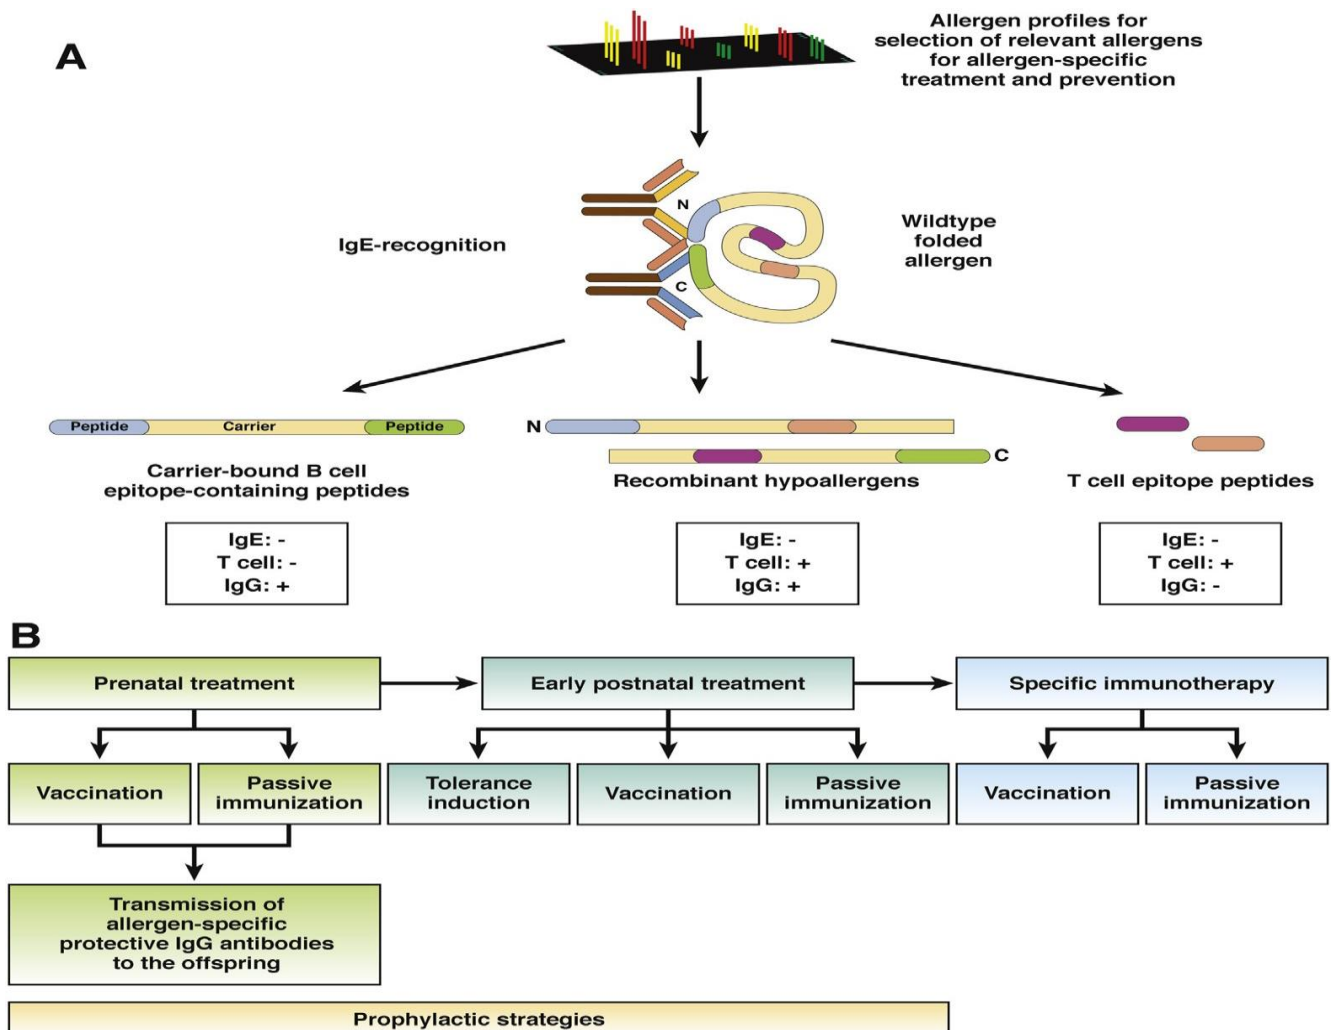 A
Allergen profiles for
selection of relevant allergens
for allergen-specific
treatment and prevention
IgE-recognition
N
C
Wildtype
folded
allergen
Peptide
Carrier
Peptide
Carrier-bound B cell
epitope-containing peptides
IgE: -
T cell: -
IgG: +
N
C
Recombinant hypoallergens
IgE: -
T cell: +
IgG: +
T cell epitope peptides
IgE: -
T cell: +
IgG: -
B
Prenatal treatment
Early postnatal treatment
Specific immunotherapy
Vaccination
Passive
immunization
Tolerance
induction
Vaccination
Passive
immunization
Vaccination
Passive
immunization
Transmission of
allergen-specific
protective IgG antibodies
to the offspring
Prophylactic strategies